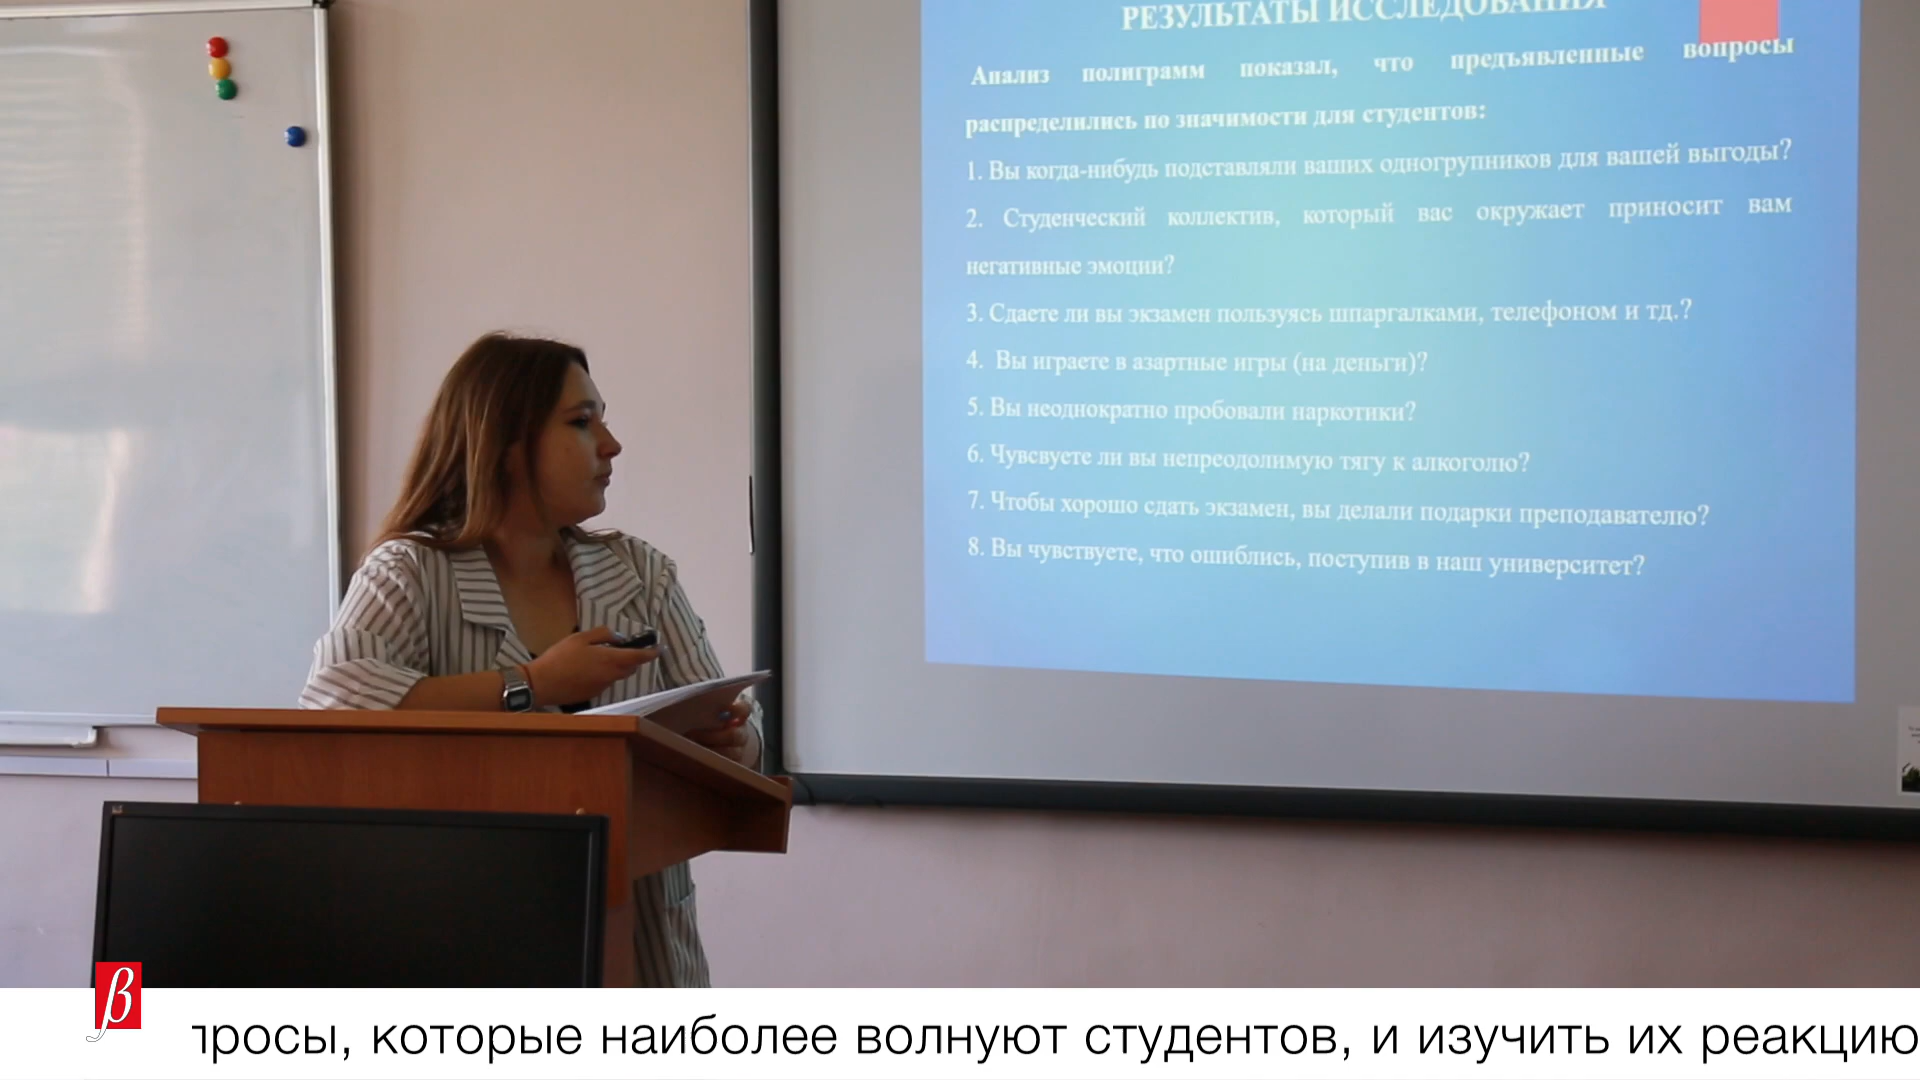 РЕЗУЛЬТАТЫ ИССЛЕДОВАНИЯ
Анализ полиграмм показал, что предъявленные вопросы
распределились по значимости для студентов:
1. Вы когда-нибудь подставляли ваших одногрупников для вашей выгоды?
2. Студенческий коллектив, который вас окружает приносит вам
негативные эмоции?
3. Сдаете ли вы экзамен пользуясь шпаргалками, телефоном и тд.?
4. Вы играете в азартные игры (на деньги)?
5. Вы неоднократно пробовали наркотики?
6. Чувсвуете ли вы непреодолимую тягу к алкоголю?
7. Чтобы хорошо сдать экзамен, вы делали подарки преподавателю?
8. Вы чувствуете, что ошиблись, поступив в наш университет?
β
просы, которые наиболее волнуют студентов, и изучить их реакцию